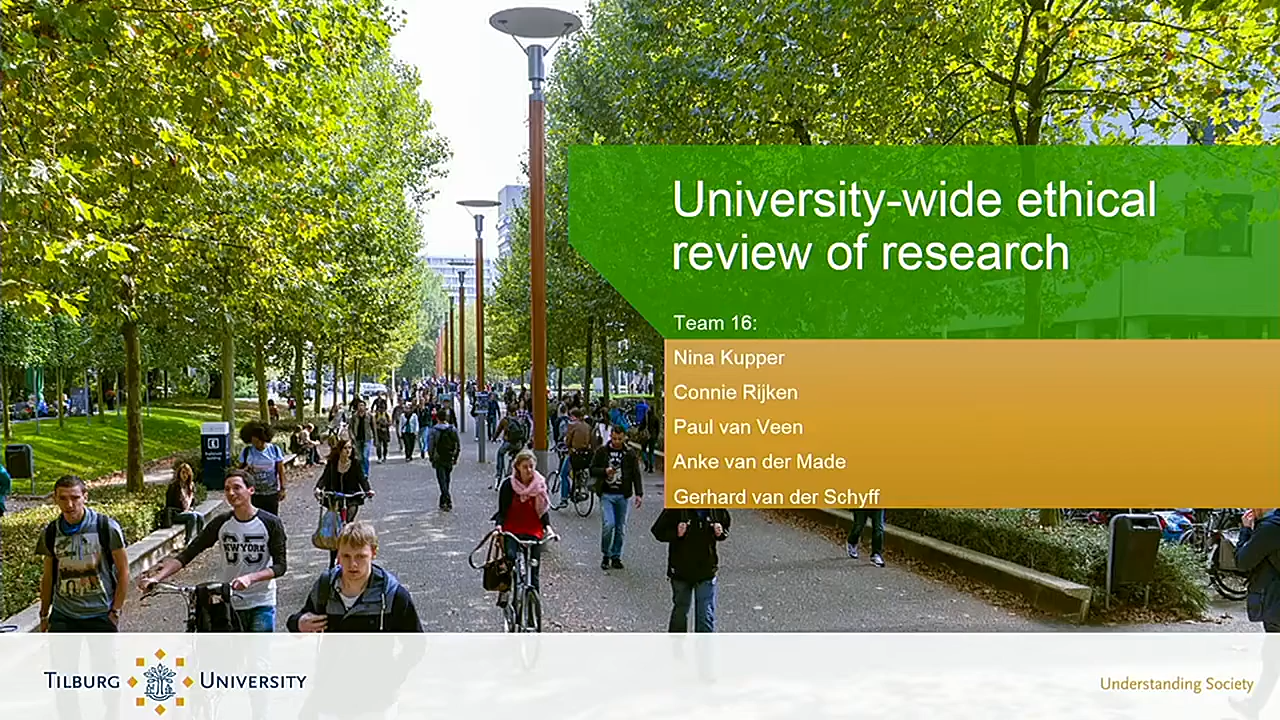 University-wide ethical
review of research
Team 16:
Nina Kupper
Connie Rijken
Paul van Veen
Anke van der Made
Gerhard van der Schyff
NEWYORK
TILBURG UNIVERSITY
Understanding Society